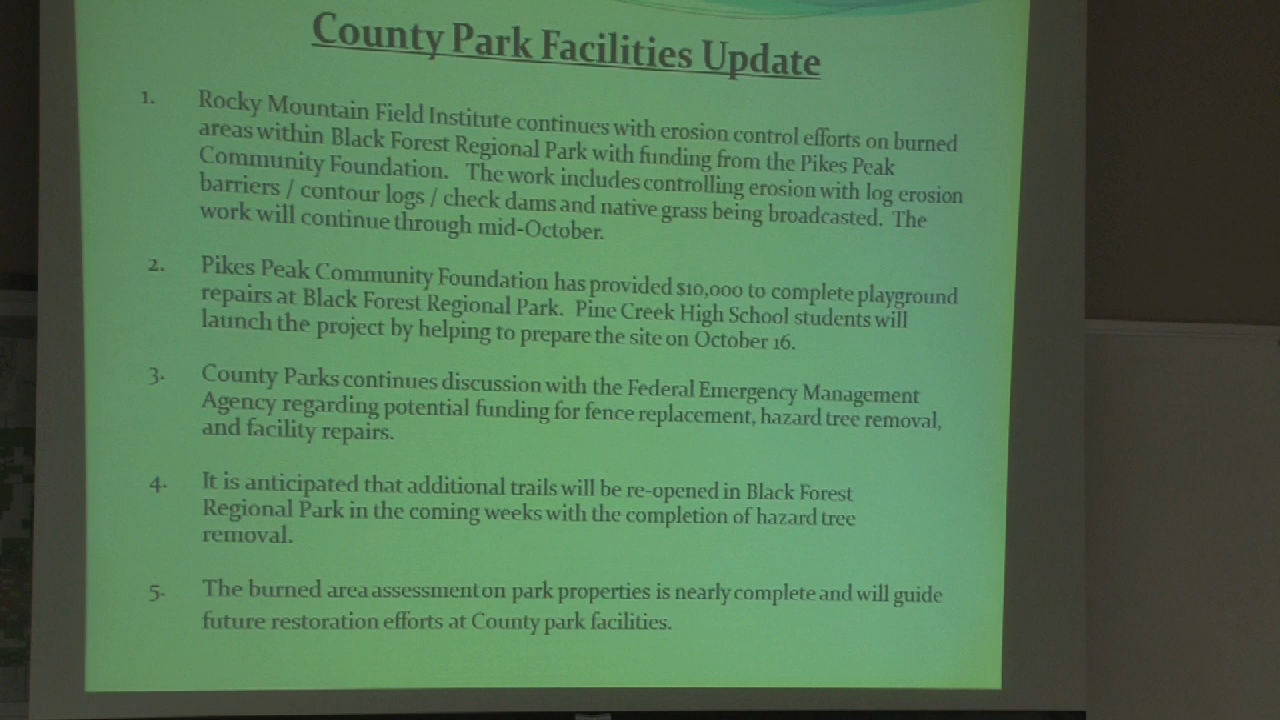 County Park Facilities Update
1. Rocky Mountain Field Institute continues with erosion control efforts on burned
areas within Black Forest Regional Park with funding from the Pikes Peak
Community Foundation. The work includes controlling erosion with log erosion
barriers / contour logs / check dams and native grass being broadcasted. The
work will continue through mid-October.
2. Pikes Peak Community Foundation has provided $10,000 to complete playground
repairs at Black Forest Regional Park. Pine Creek High School students will
launch the project by helping to prepare the site on October 16.
3. County Parks continues discussion with the Federal Emergency Management
Agency regarding potential funding for fence replacement, hazard tree removal,
and facility repairs.
4. It is anticipated that additional trails will be re-opened in Black Forest
Regional Park in the coming weeks with the completion of hazard tree
removal.
5. The burned area assessment on park properties is nearly complete and will guide
future restoration efforts at County park facilities.